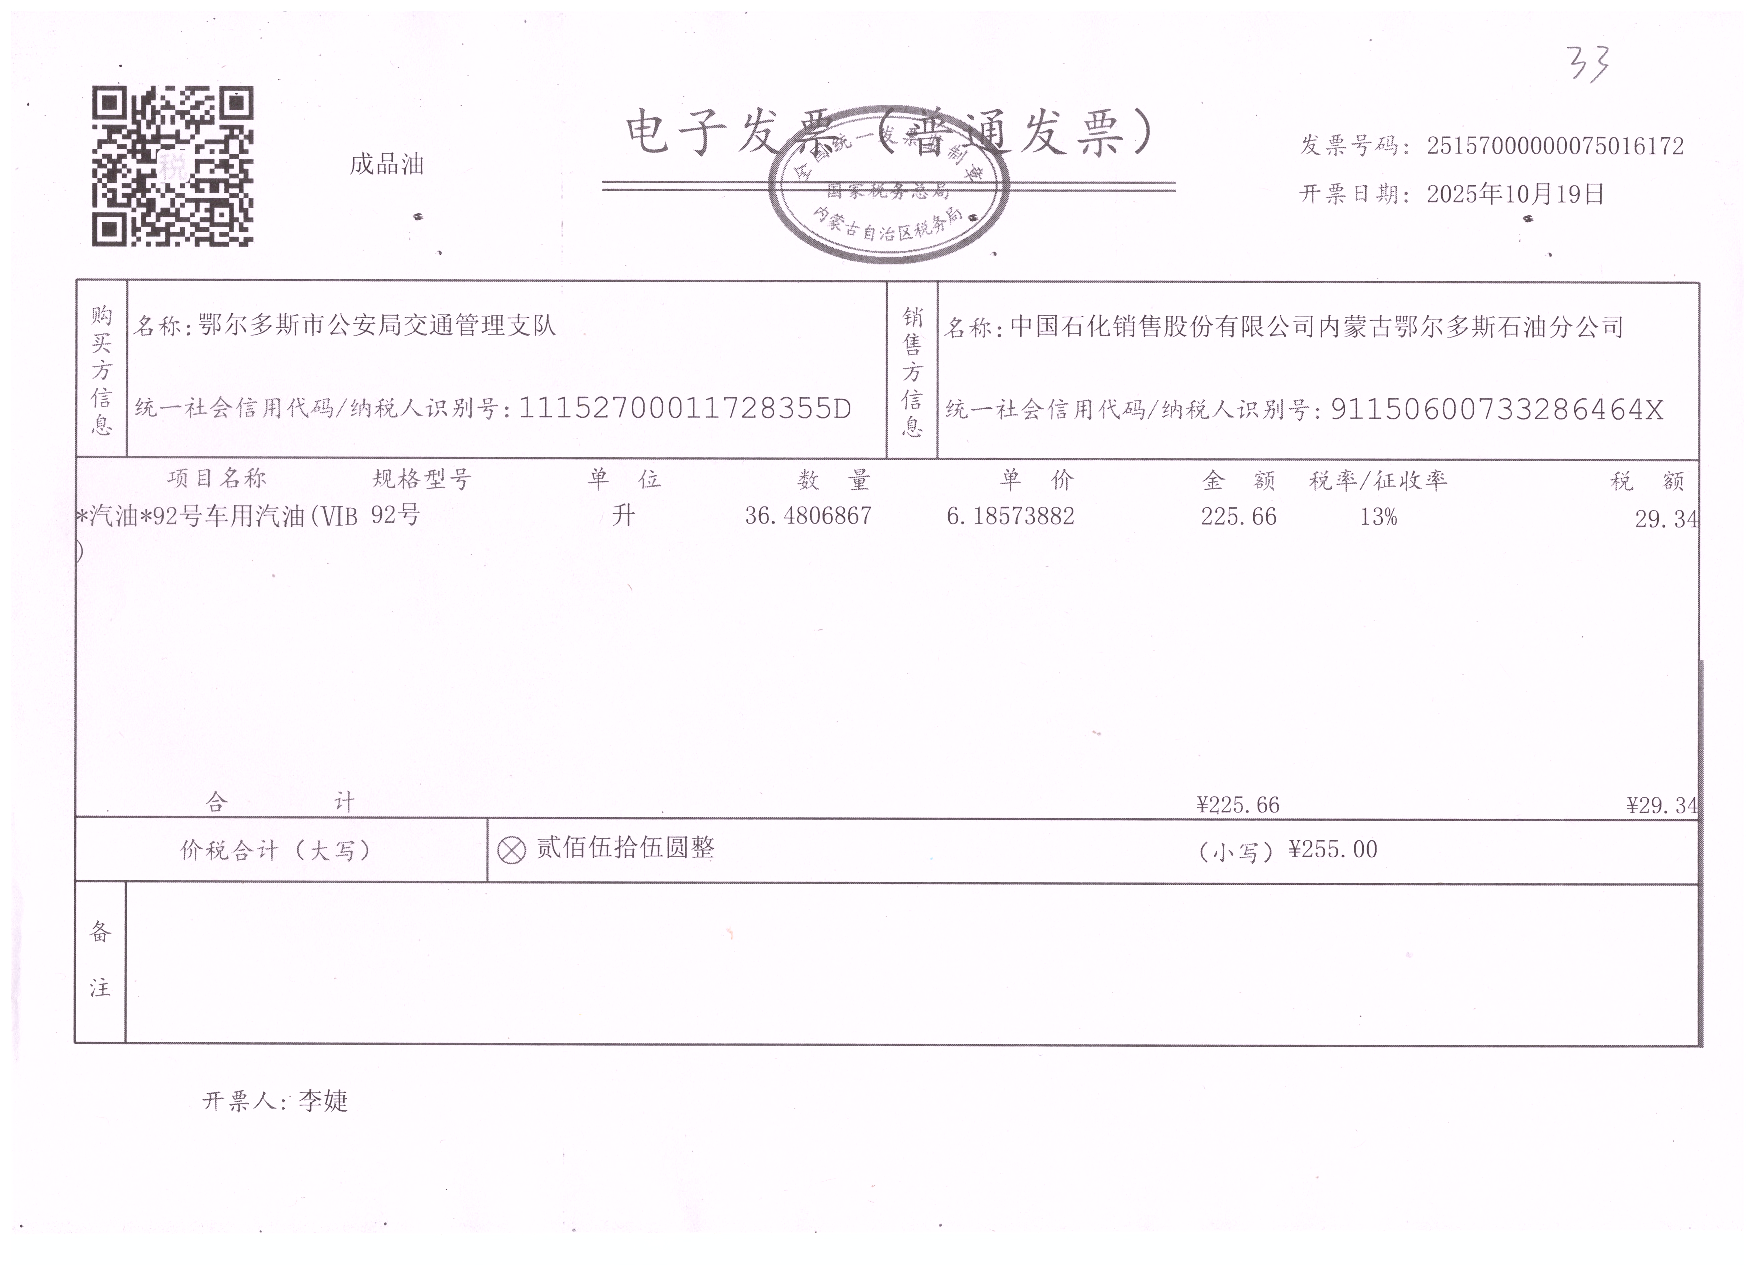 33
税
成品油
电子发票（普通发票）
全国统一发票监制章
国家税务总局
内蒙古自治区税务局
发票号码：25157000000075016172
开票日期：2025年10月19日
购买方信息
名称：鄂尔多斯市公安局交通管理支队
统一社会信用代码/纳税人识别号：11152700011728355D
销售方信息
名称：中国石化销售股份有限公司内蒙古鄂尔多斯石油分公司
统一社会信用代码/纳税人识别号：91150600733286464X
项目名称 规格型号 单 位 数 量 单 价 金 额 税率/征收率 税 额
*汽油*92号车用汽油(VIB 92号 升 36.4806867 6.18573882 225.66 13% 29.34
)
合 计 ¥225.66 ¥29.34
价税合计（大写） ⊗ 贰佰伍拾伍圆整 （小写）¥255.00
备注
开票人：李婕